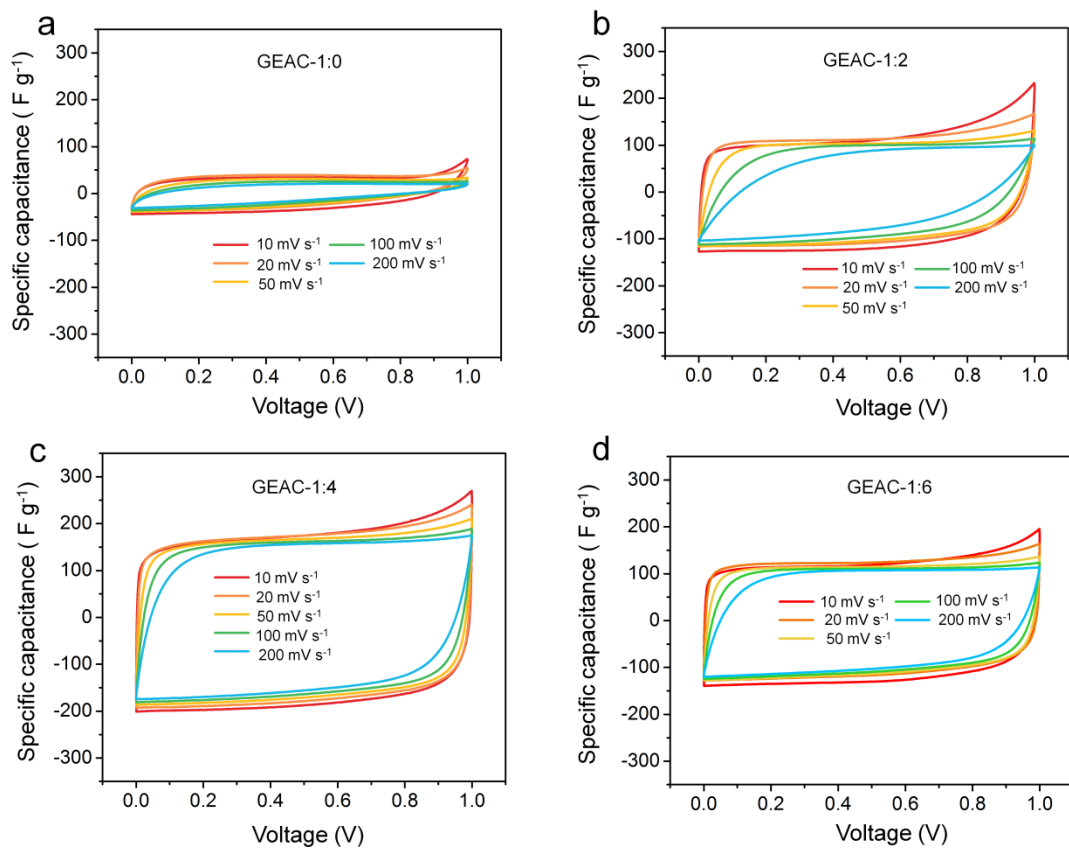 a
GEAC-1:0
Specific capacitance ( F g⁻¹)
300
200
100
0
-100
-200
-300
10 mV s⁻¹
20 mV s⁻¹
50 mV s⁻¹
100 mV s⁻¹
200 mV s⁻¹
0.0 0.2 0.4 0.6 0.8 1.0
Voltage (V)
b
GEAC-1:2
Specific capacitance ( F g⁻¹)
300
200
100
0
-100
-200
-300
10 mV s⁻¹
20 mV s⁻¹
50 mV s⁻¹
100 mV s⁻¹
200 mV s⁻¹
0.0 0.2 0.4 0.6 0.8 1.0
Voltage (V)
c
GEAC-1:4
Specific capacitance ( F g⁻¹)
300
200
100
0
-100
-200
-300
10 mV s⁻¹
20 mV s⁻¹
50 mV s⁻¹
100 mV s⁻¹
200 mV s⁻¹
0.0 0.2 0.4 0.6 0.8 1.0
Voltage (V)
d
GEAC-1:6
Specific capacitance ( F g⁻¹)
300
200
100
0
-100
-200
-300
10 mV s⁻¹
20 mV s⁻¹
50 mV s⁻¹
100 mV s⁻¹
200 mV s⁻¹
0.0 0.2 0.4 0.6 0.8 1.0
Voltage (V)